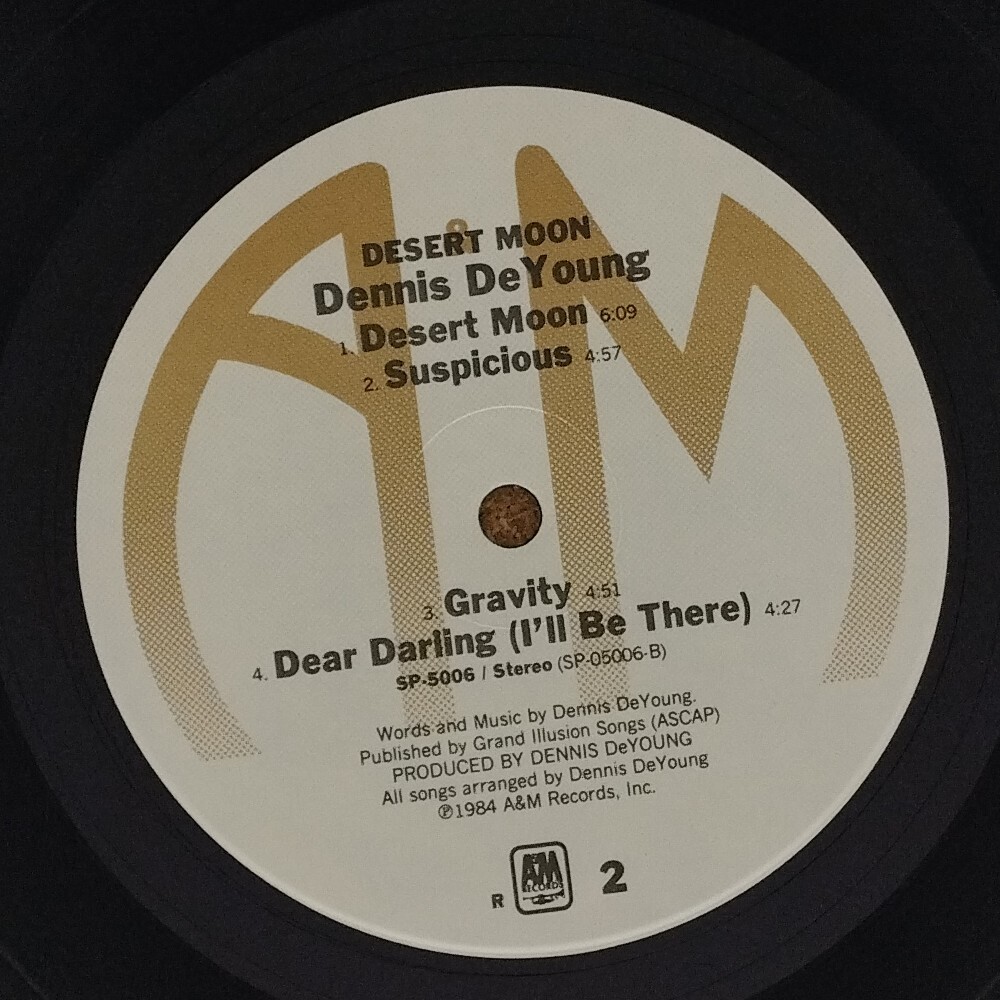 DESERT MOON
Dennis DeYoung
1. Desert Moon 6:09
2. Suspicious 4:57
3. Gravity 4:51
4. Dear Darling (I'll Be There) 4:27
SP-5006 / Stereo (SP-05006-B)
Words and Music by Dennis DeYoung.
Published by Grand Illusion Songs (ASCAP)
PRODUCED BY DENNIS DeYOUNG
All songs arranged by Dennis DeYoung
℗1984 A&M Records, Inc.
R A&M RECORDS 2